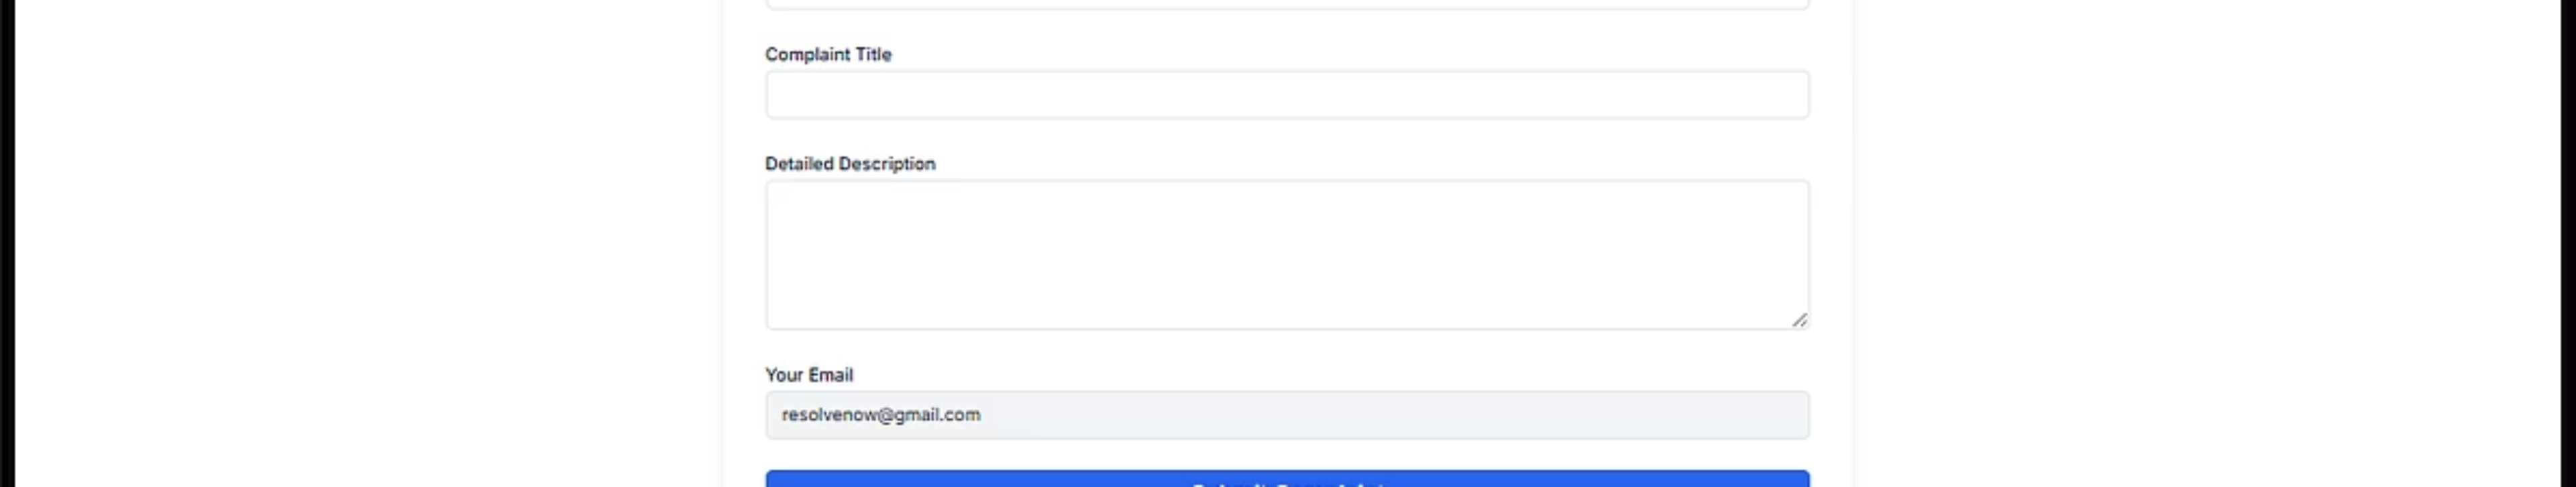 Complaint Title
Detailed Description
Your Email
resolvenow@gmail.com